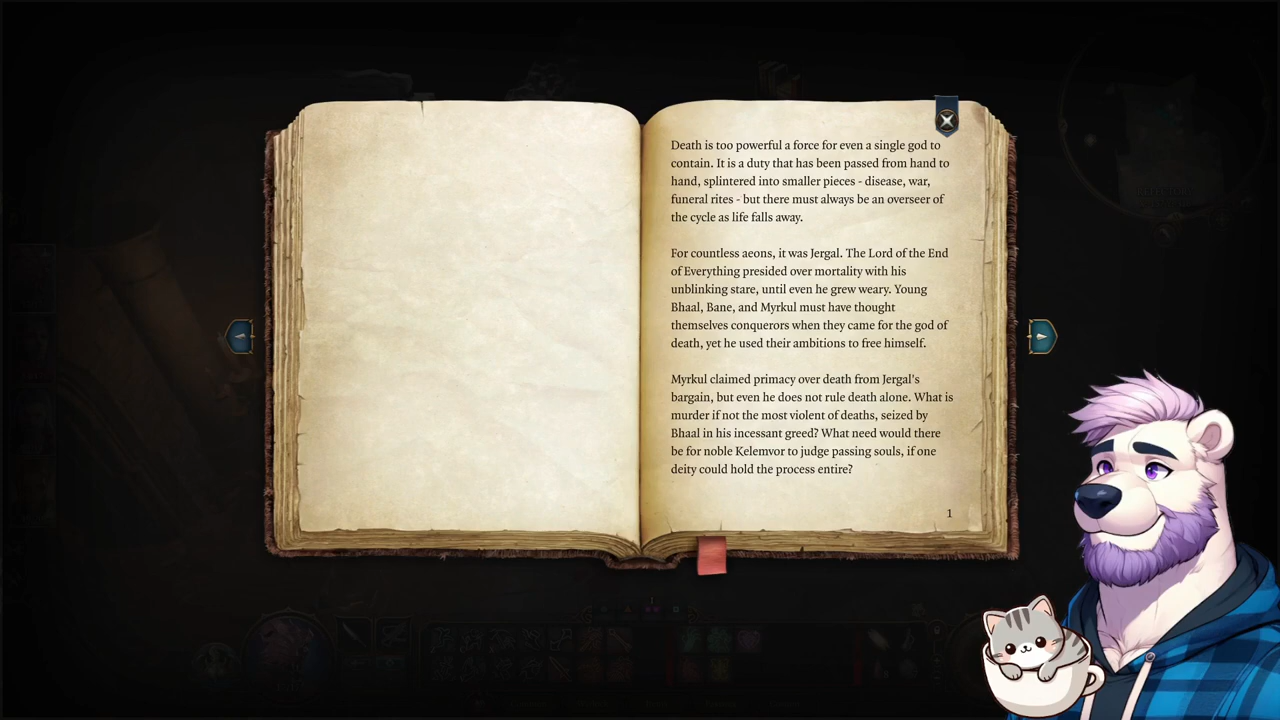 Death is too powerful a force for even a single god to
contain. It is a duty that has been passed from hand to
hand, splintered into smaller pieces - disease, war,
funeral rites - but there must always be an overseer of
the cycle as life falls away.
For countless aeons, it was Jergal. The Lord of the End
of Everything presided over mortality with his
unblinking stare, until even he grew weary. Young
Bhaal, Bane, and Myrkul must have thought
themselves conquerors when they came for the god of
death, yet he used their ambitions to free himself.
Myrkul claimed primacy over death from Jergal's
bargain, but even he does not rule death alone. What is
murder if not the most violent of deaths, seized by
Bhaal in his incessant greed? What need would there
be for noble Kelemvor to judge passing souls, if one
deity could hold the process entire?
1